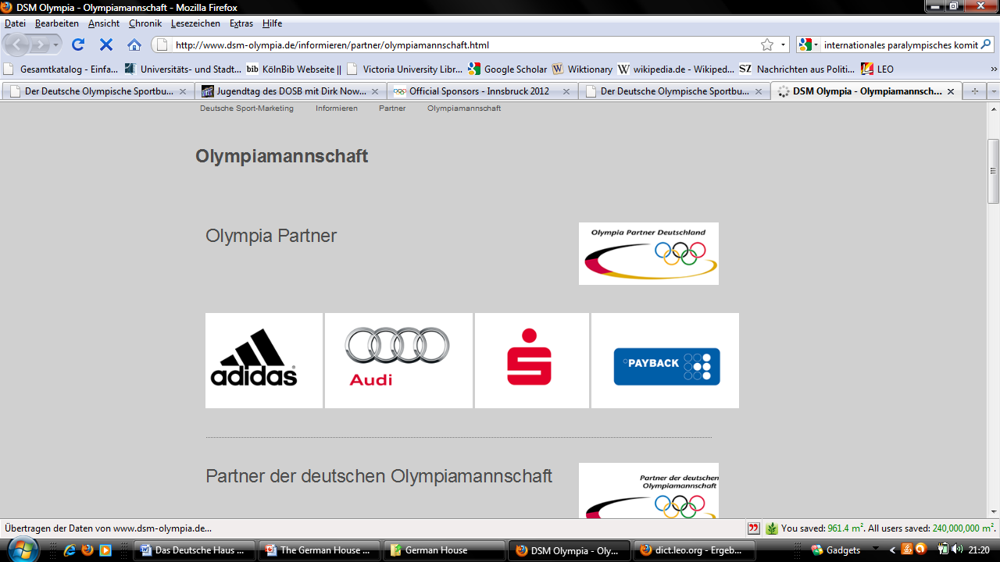 DSM Olympia - Olympiamannschaft - Mozilla Firefox
Datei Bearbeiten Ansicht Chronik Lesezeichen Extras Hilfe
http://www.dsm-olympia.de/informieren/partner/olympiamannschaft.html
internationales paralympisches komit
Gesamtkatalog - Einfa... Universitäts- und Stadt... bib KölnBib Webseite || Victoria University Libr... Google Scholar W Wiktionary W wikipedia.de - Wikiped... SZ Nachrichten aus Politi... LEO »
Der Deutsche Olympische Sportbu... Jugendtag des DOSB mit Dirk Now... Official Sponsors - Innsbruck 2012 Der Deutsche Olympische Sportbu... DSM Olympia - Olympiamannsch...
Deutsche Sport-Marketing Informieren Partner Olympiamannschaft
Olympiamannschaft
Olympia Partner
Olympia Partner Deutschland
adidas
Audi
S
PAYBACK
Partner der deutschen Olympiamannschaft
Partner der deutschen
Olympiamannschaft
Übertragen der Daten von www.dsm-olympia.de...
You saved: 961.4 m². All users saved: 240,000,000 m².
Das Deutsche Haus ... The German House ... German House DSM Olympia - Oly... dict.leo.org - Ergeb... Gadgets 21:20